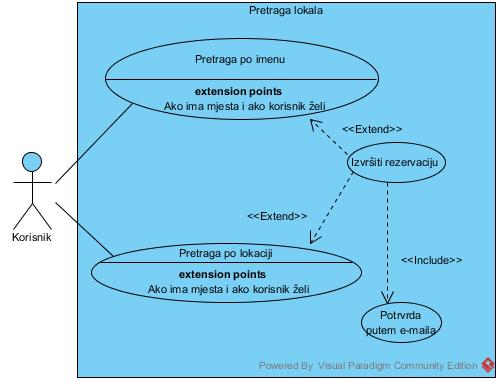 Pretraga lokala
Pretraga po imenu
extension points
Ako ima mjesta i ako korisnik želi
<<Extend>>
Izvršiti rezervaciju
Korisnik
<<Extend>>
Pretraga po lokaciji
extension points
Ako ima mjesta i ako korisnik želi
<<Include>>
Potrvrda
putem e-maila
Powered By Visual Paradigm Community Edition